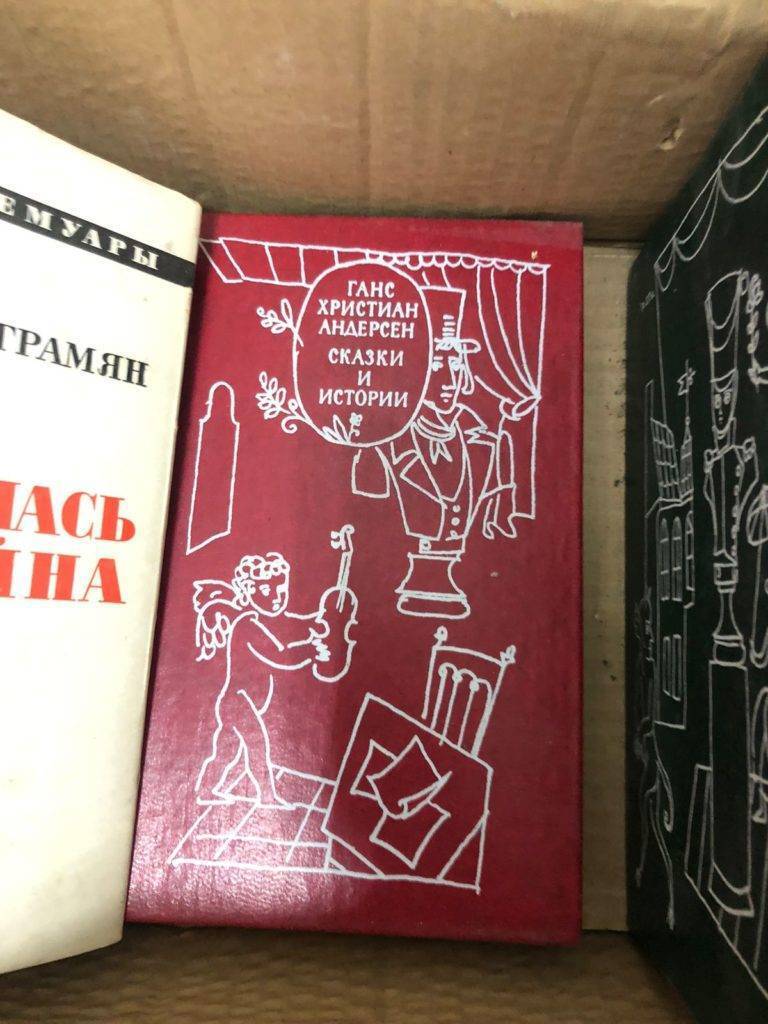 ЕМУАРЫ
ГРАМЯН
ЛАСЬ
ЙНА
ГАНС
ХРИСТИАН
АНДЕРСЕН
СКАЗКИ
И
ИСТОРИИ